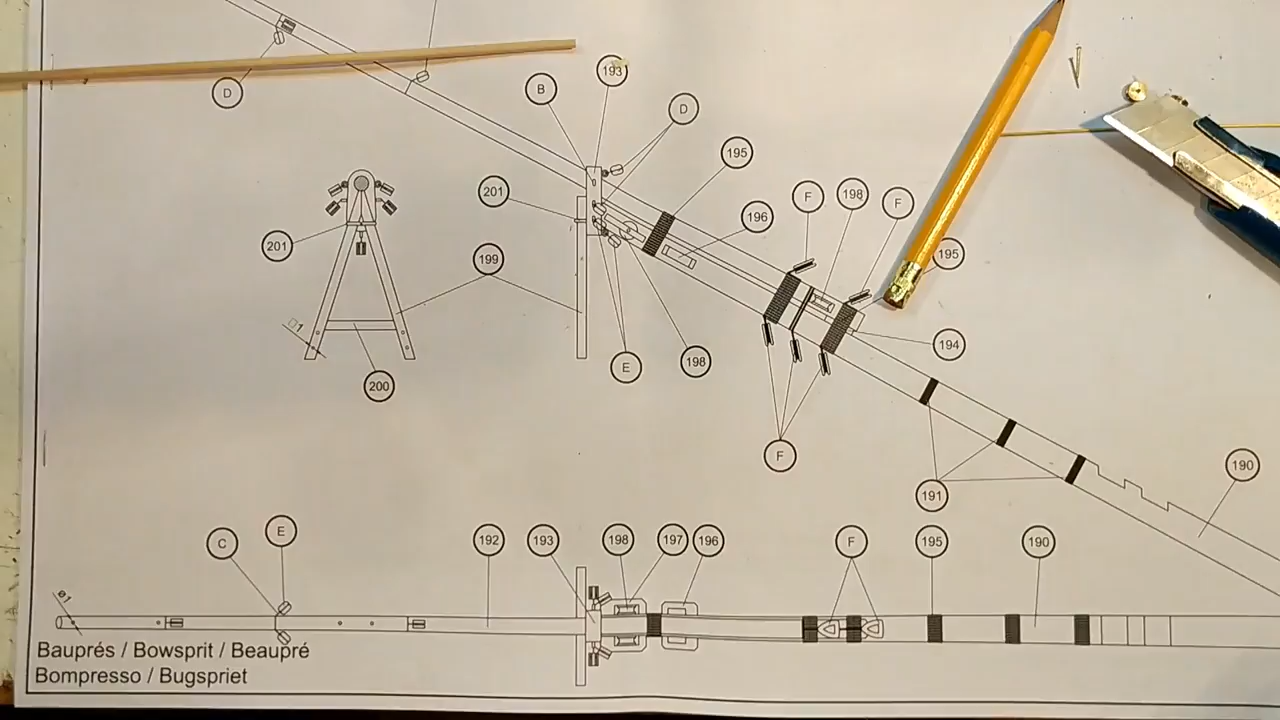 D
B
193
D
195
201
196
F
198
F
201
199
195
□1
E
198
194
200
F
190
191
C
E
192
193
198
197
196
F
195
190
ø1
Bauprés / Bowsprit / Beaupré
Bompresso / Bugspriet